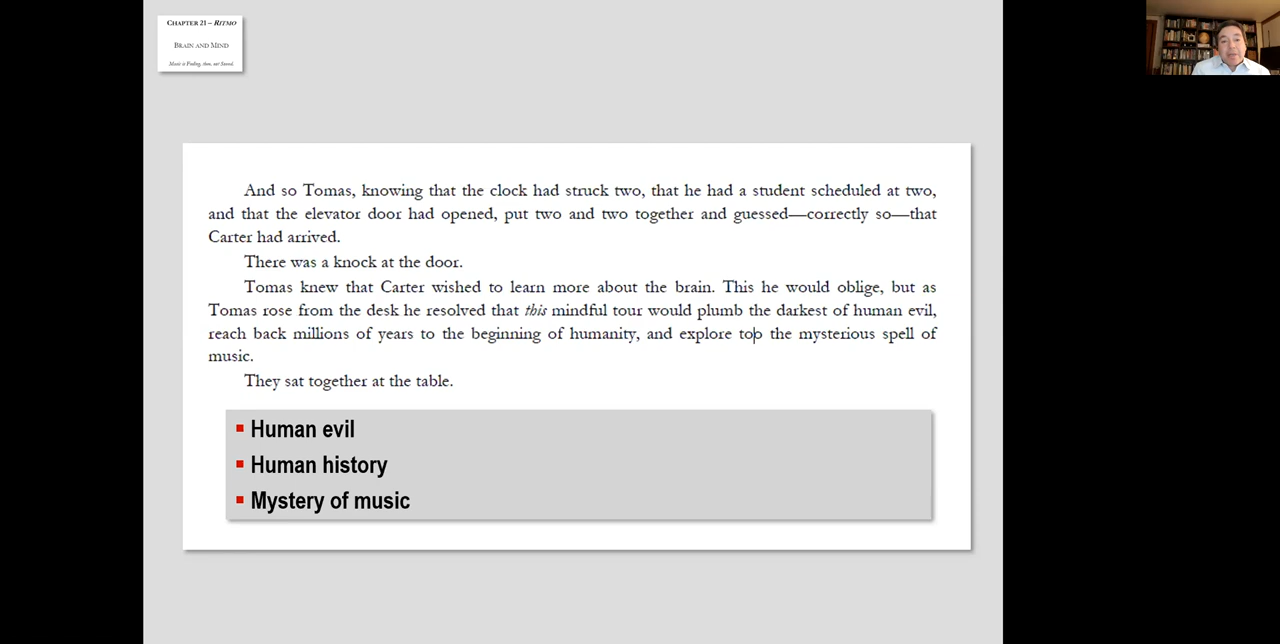 CHAPTER 21 – RITMO
BRAIN AND MIND
Music is Finding, then, our Sound.
And so Tomas, knowing that the clock had struck two, that he had a student scheduled at two,
and that the elevator door had opened, put two and two together and guessed—correctly so—that
Carter had arrived.
There was a knock at the door.
Tomas knew that Carter wished to learn more about the brain. This he would oblige, but as
Tomas rose from the desk he resolved that this mindful tour would plumb the darkest of human evil,
reach back millions of years to the beginning of humanity, and explore top the mysterious spell of
music.
They sat together at the table.
▪ Human evil
▪ Human history
▪ Mystery of music